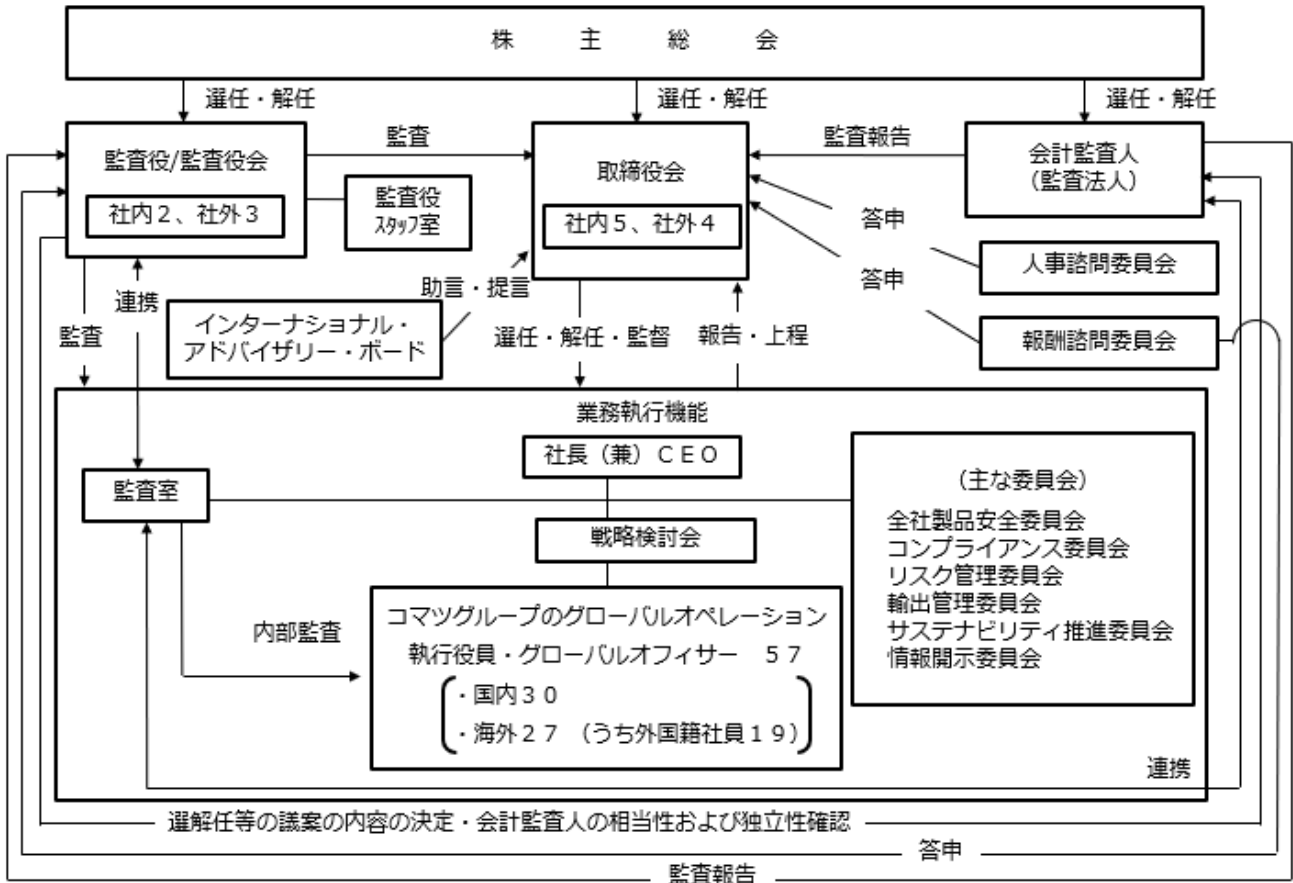 株 主 総 会
選任・解任
選任・解任
選任・解任
監査役/監査役会
社内２、社外３
監査
監査役
スタッフ室
取締役会
社内５、社外４
監査報告
会計監査人
（監査法人）
答申
人事諮問委員会
答申
報酬諮問委員会
監査
連携
インターナショナル・
アドバイザリー・ボード
助言・提言
選任・解任・監督
報告・上程
業務執行機能
社長（兼）ＣＥＯ
監査室
戦略検討会
（主な委員会）
全社製品安全委員会
コンプライアンス委員会
リスク管理委員会
輸出管理委員会
サステナビリティ推進委員会
情報開示委員会
内部監査
コマツグループのグローバルオペレーション
執行役員・グローバルオフィサー　５７
・国内３０
・海外２７　（うち外国籍社員１９）
連携
選解任等の議案の内容の決定・会計監査人の相当性および独立性確認
答申
監査報告